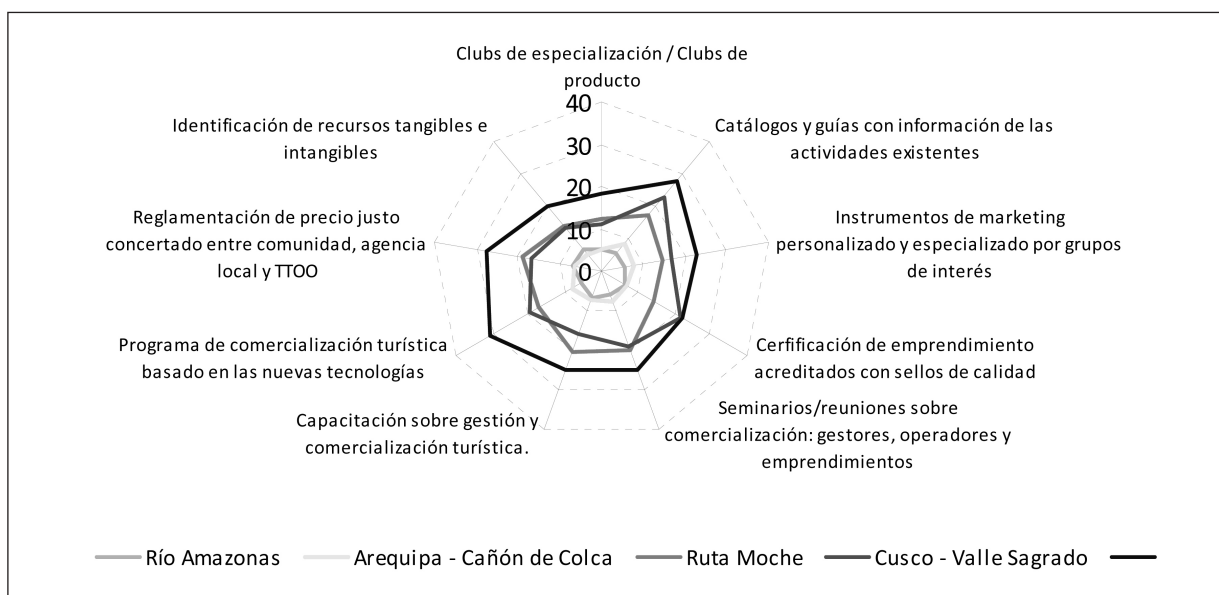 Clubs de especialización / Clubs de
producto
40
30
20
10
0
Catálogos y guías con información de las
actividades existentes
Instrumentos de marketing
personalizado y especializado por grupos
de interés
Cerfificación de emprendimiento
acreditados con sellos de calidad
Seminarios/reuniones sobre
comercialización: gestores, operadores y
emprendimientos
Capacitación sobre gestión y
comercialización turística.
Programa de comercialización turística
basado en las nuevas tecnologías
Reglamentación de precio justo
concertado entre comunidad, agencia
local y TTOO
Identificación de recursos tangibles e
intangibles
Río Amazonas Arequipa - Cañón de Colca Ruta Moche Cusco - Valle Sagrado